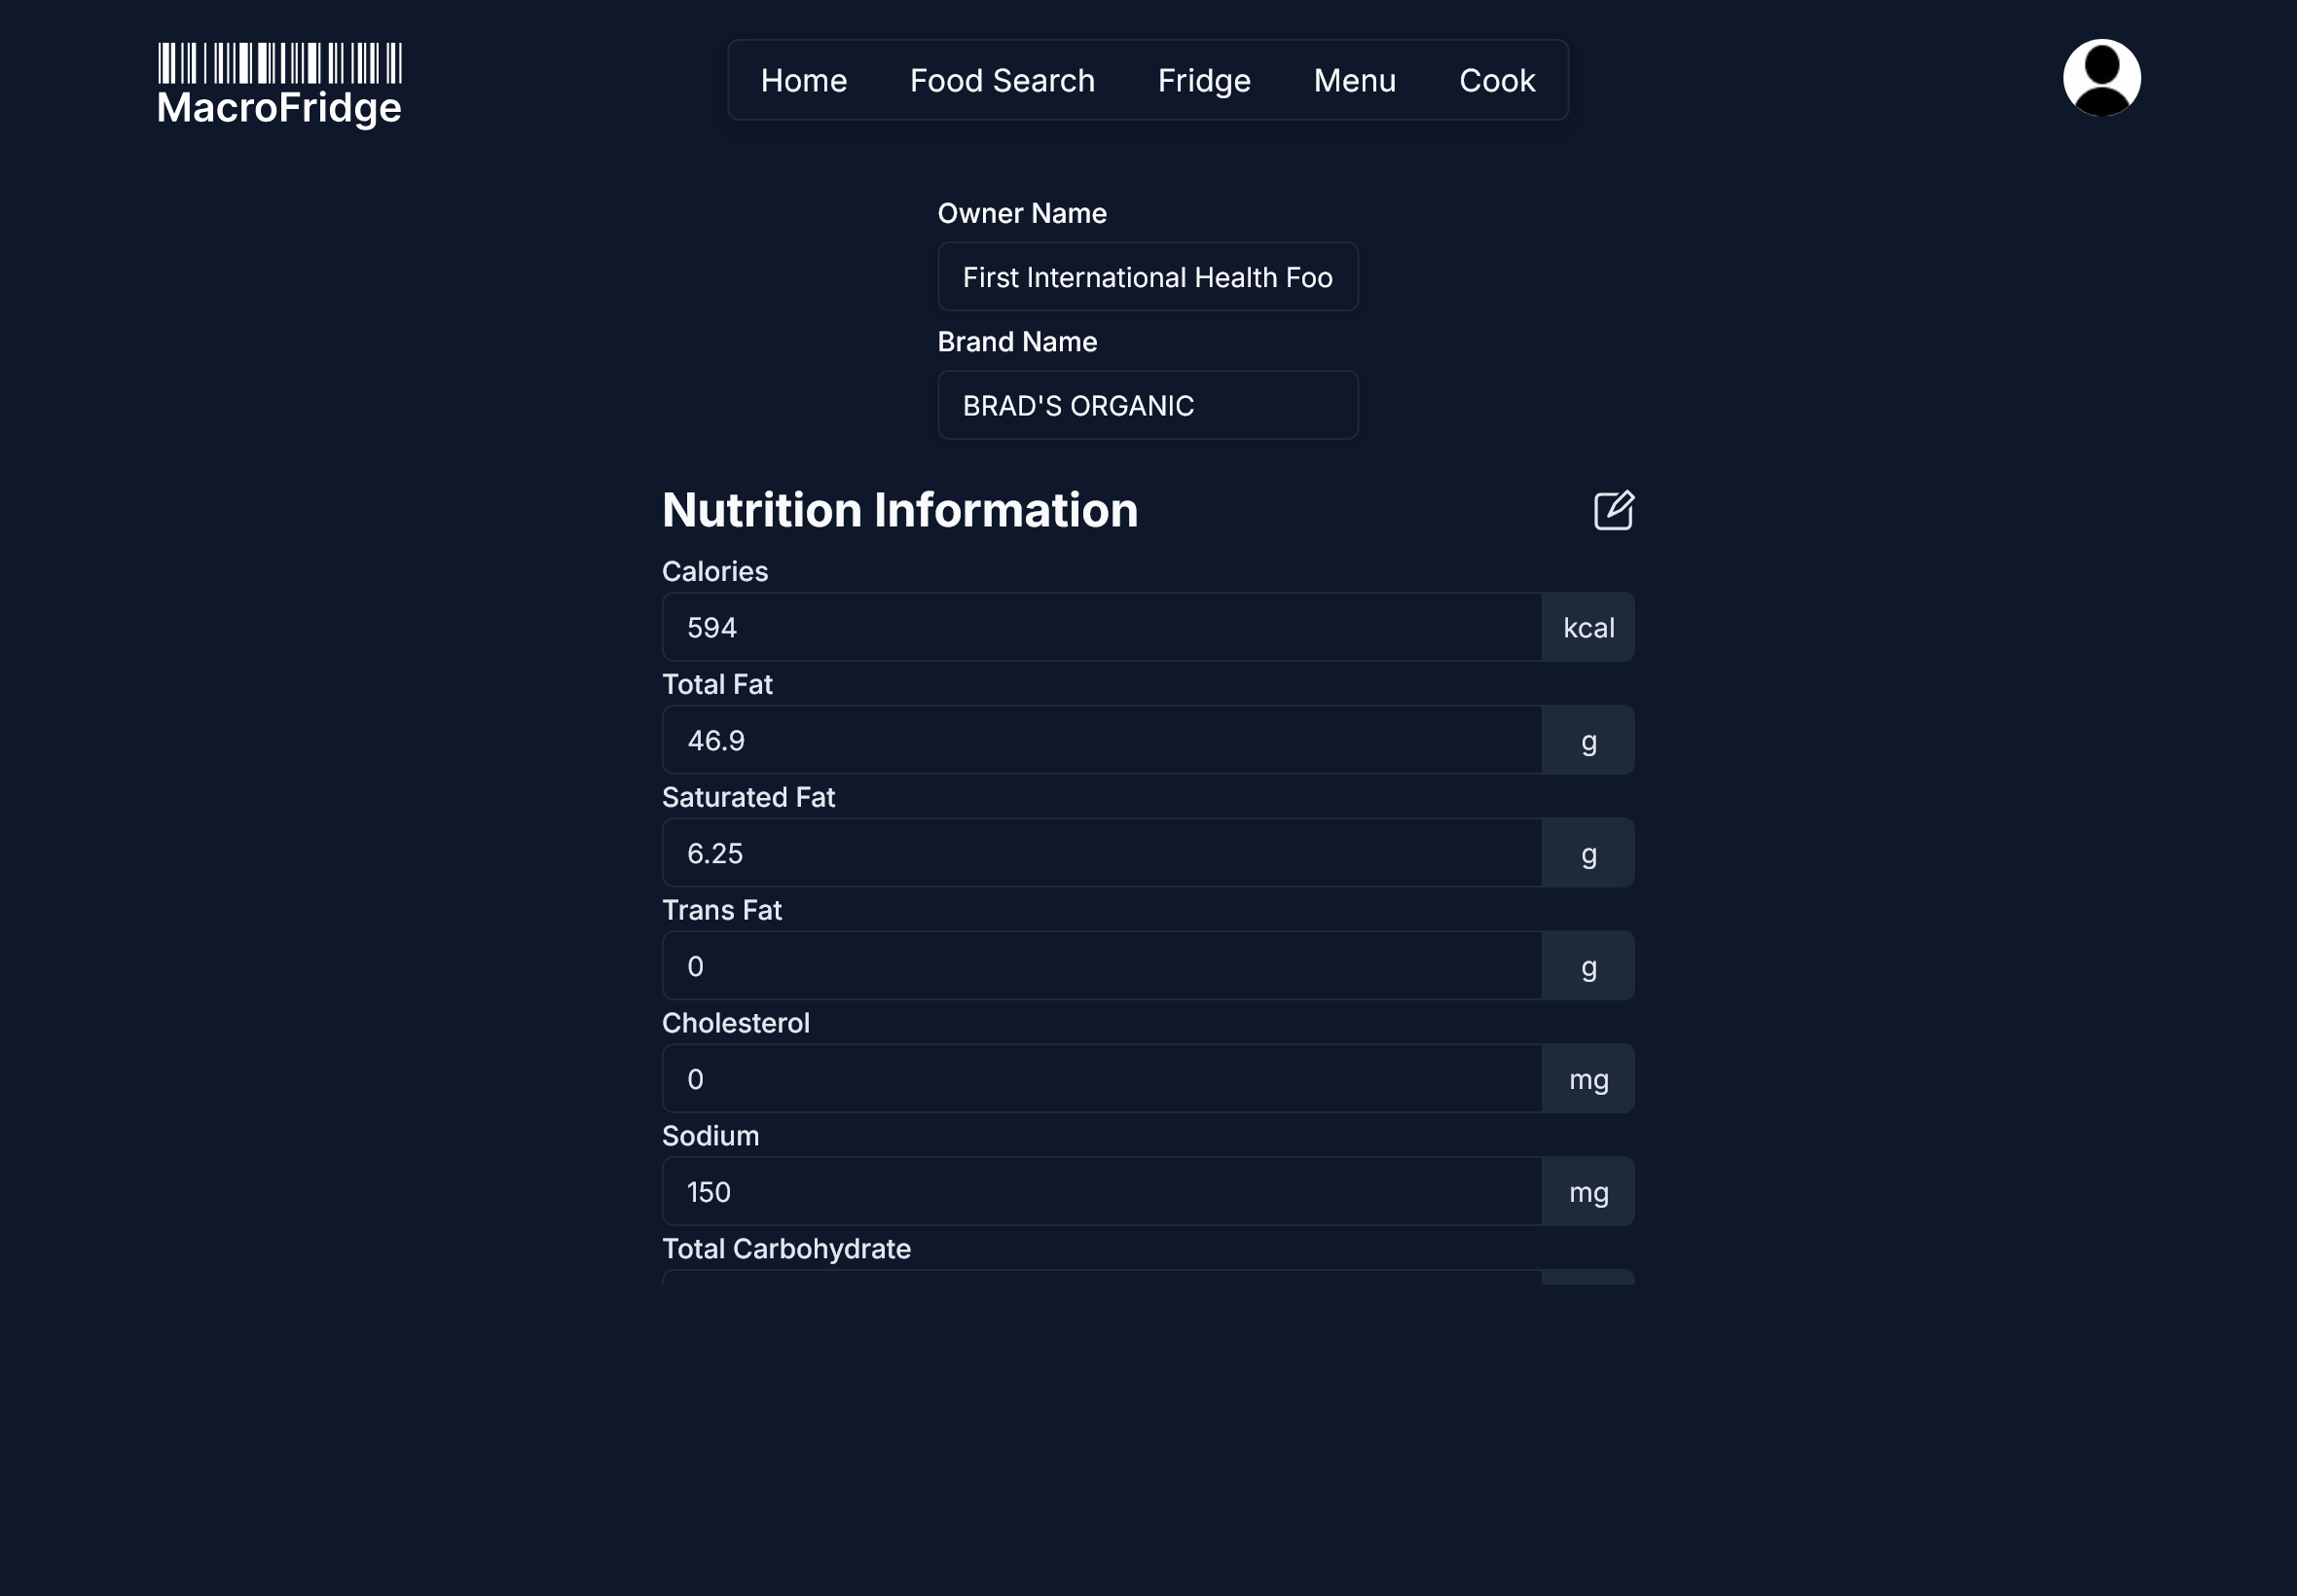 MacroFridge
Home Food Search Fridge Menu Cook
Owner Name
First International Health Foo
Brand Name
BRAD'S ORGANIC
Nutrition Information
Calories
594 kcal
Total Fat
46.9 g
Saturated Fat
6.25 g
Trans Fat
0 g
Cholesterol
0 mg
Sodium
150 mg
Total Carbohydrate